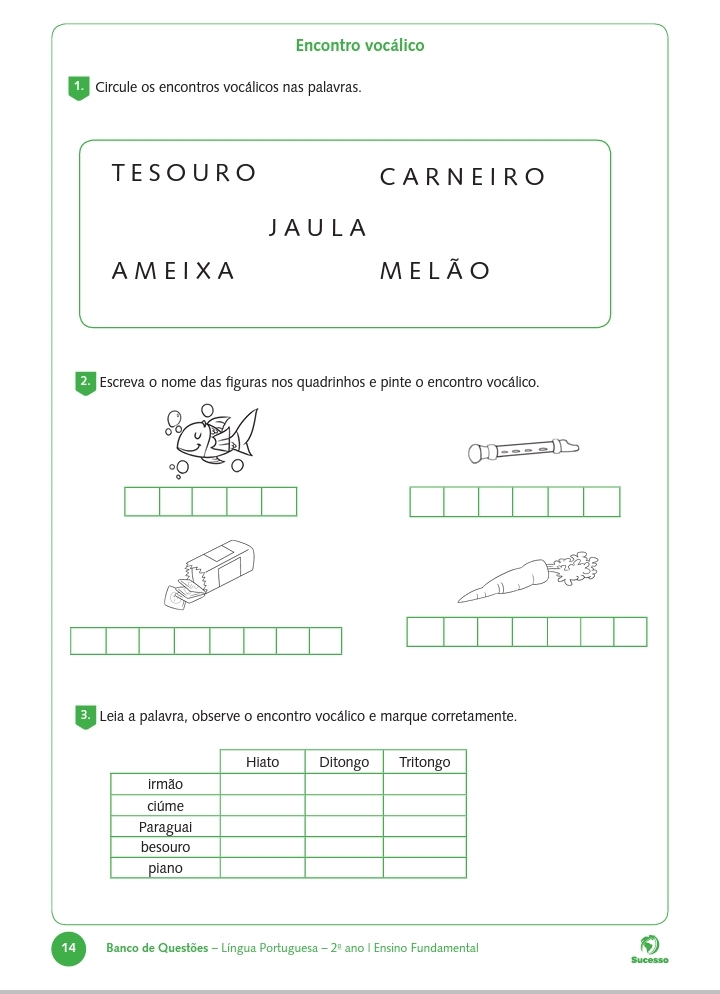 Encontro vocálico
1. Circule os encontros vocálicos nas palavras.
TESOURO CARNEIRO
JAULA
AMEIXA MELÃO
2. Escreva o nome das figuras nos quadrinhos e pinte o encontro vocálico.
3. Leia a palavra, observe o encontro vocálico e marque corretamente.
Hiato Ditongo Tritongo
irmão
ciúme
Paraguai
besouro
piano
14 Banco de Questões – Língua Portuguesa – 2º ano I Ensino Fundamental
Sucesso